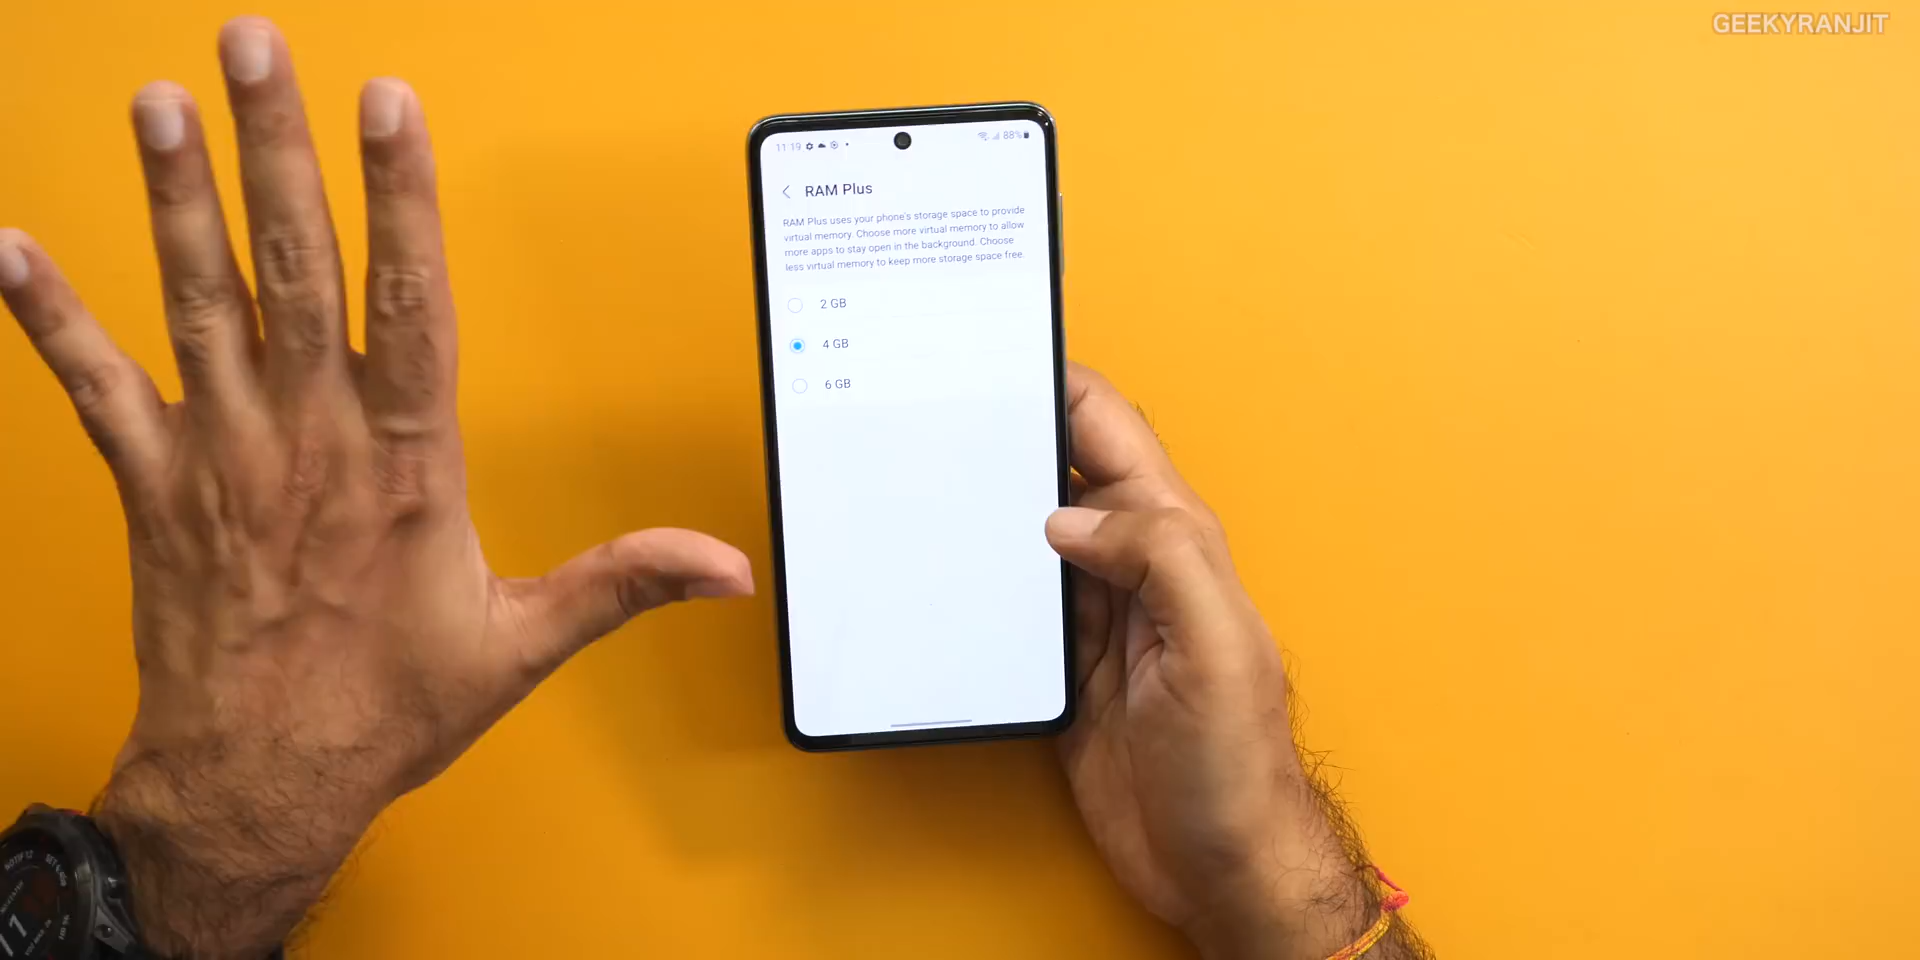 GEEKYRANJIT
11:19
88%
RAM Plus
RAM Plus uses your phone's storage space to provide
virtual memory. Choose more virtual memory to allow
more apps to stay open in the background. Choose
less virtual memory to keep more storage space free.
2 GB
4 GB
6 GB